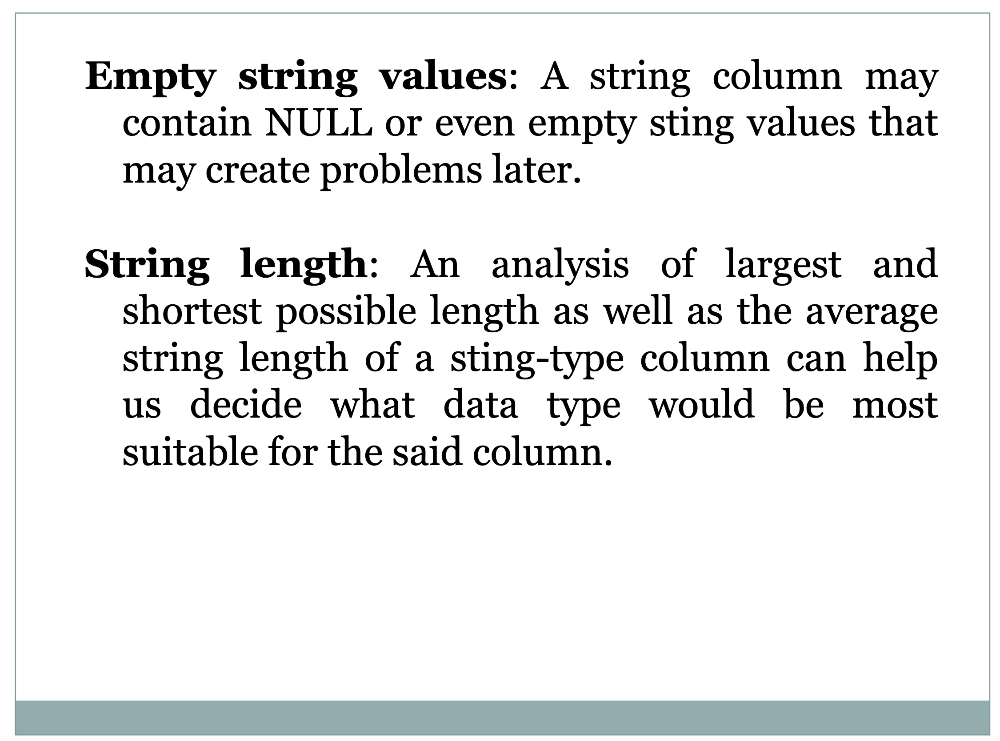 Empty string values: A string column may
contain NULL or even empty sting values that
may create problems later.
String length: An analysis of largest and
shortest possible length as well as the average
string length of a sting-type column can help
us decide what data type would be most
suitable for the said column.